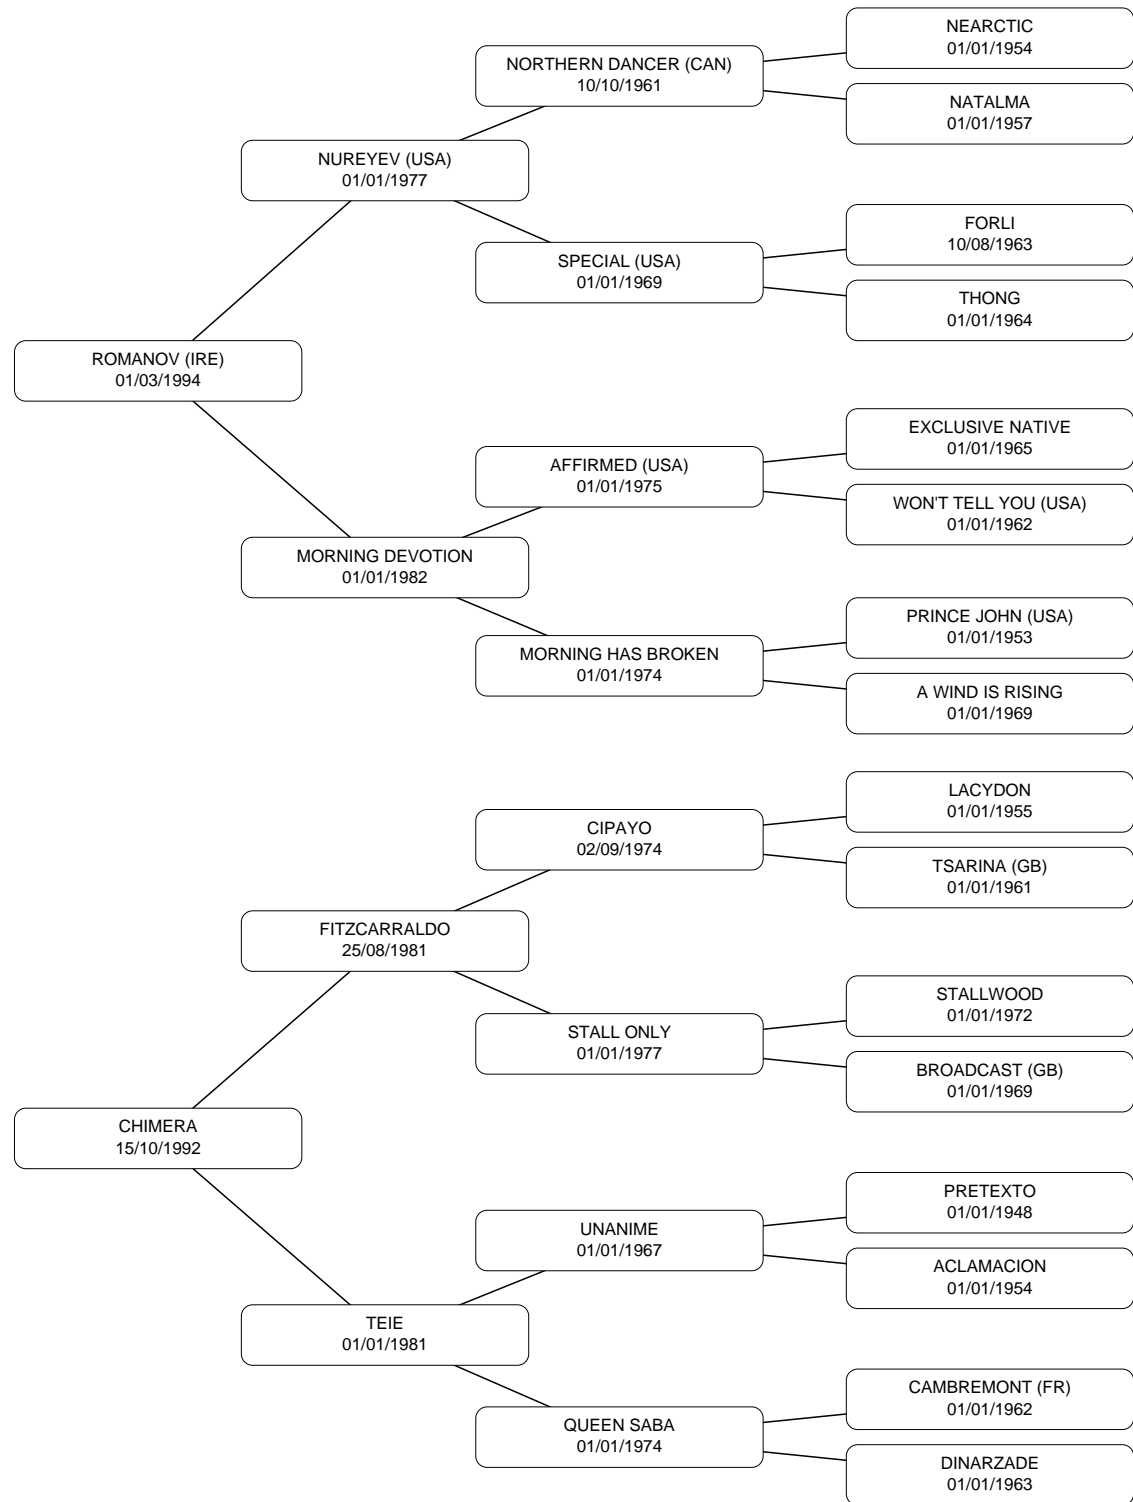 NEARCTIC
01/01/1954
NORTHERN DANCER (CAN)
10/10/1961
NATALMA
01/01/1957
NUREYEV (USA)
01/01/1977
FORLI
10/08/1963
SPECIAL (USA)
01/01/1969
THONG
01/01/1964
ROMANOV (IRE)
01/03/1994
EXCLUSIVE NATIVE
01/01/1965
AFFIRMED (USA)
01/01/1975
WON'T TELL YOU (USA)
01/01/1962
MORNING DEVOTION
01/01/1982
PRINCE JOHN (USA)
01/01/1953
MORNING HAS BROKEN
01/01/1974
A WIND IS RISING
01/01/1969
LACYDON
01/01/1955
CIPAYO
02/09/1974
TSARINA (GB)
01/01/1961
FITZCARRALDO
25/08/1981
STALLWOOD
01/01/1972
STALL ONLY
01/01/1977
BROADCAST (GB)
01/01/1969
CHIMERA
15/10/1992
PRETEXTO
01/01/1948
UNANIME
01/01/1967
ACLAMACION
01/01/1954
TEIE
01/01/1981
CAMBREMONT (FR)
01/01/1962
QUEEN SABA
01/01/1974
DINARZADE
01/01/1963